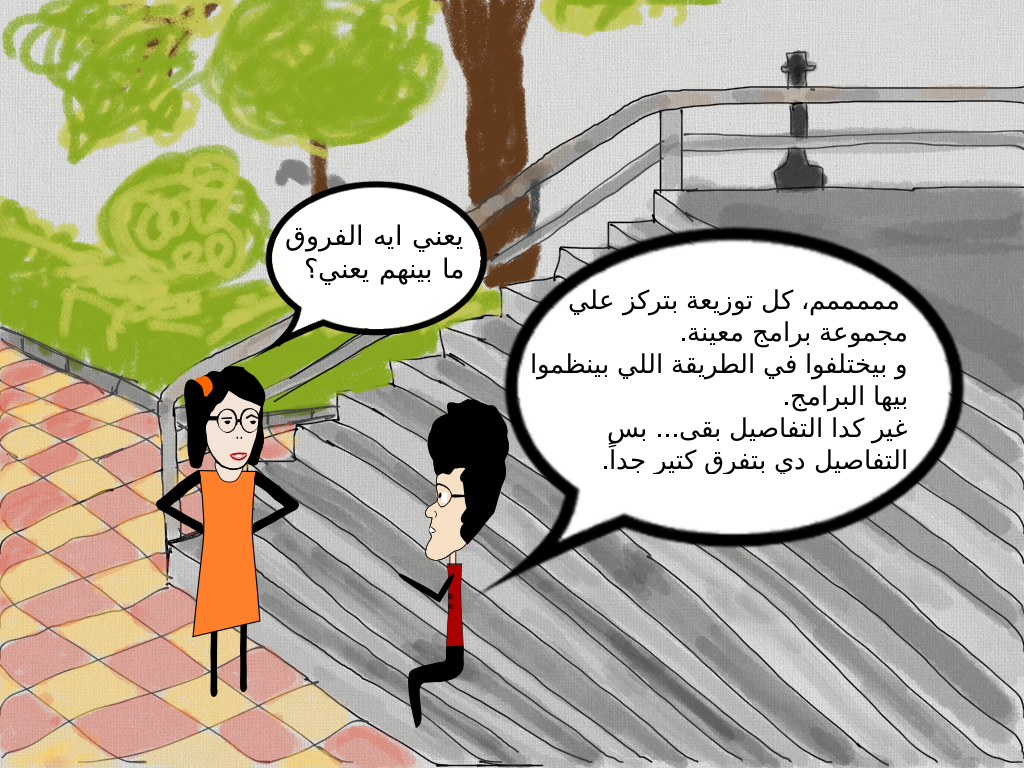 يعني ايه الفروق
ما بينهم يعني؟
مممممم، كل توزيعة بتركز علي
مجموعة برامج معينة.
و بيختلفوا في الطريقة اللي بينظموا
بيها البرامج.
غير كدا التفاصيل بقى... بس
التفاصيل دي بتفرق كتير جداً.